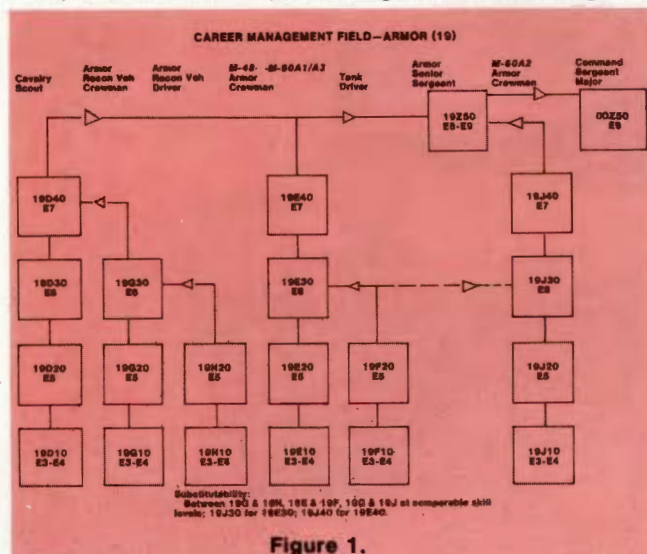 CAREER MANAGEMENT FIELD—ARMOR (19)
Cavalry
Scout
Armor
Recon Veh
Crewman
Armor
Recon Veh
Driver
M-48- -M-60A1/A3
Armor
Crewman
Tank
Driver
Armor
Senior
Sergeant
M-60A2
Armor
Crewman
Command
Sergeant
Major
19Z50
E8-E9
00Z50
E9
19D40
E7
19E40
E7
19J40
E7
19D30
E6
19G30
E6
19E30
E6
19J30
E6
19D20
E5
19G20
E5
19H20
E5
19E20
E5
19F20
E5
19J20
E5
19D10
E3-E4
19G10
E3-E4
19H10
E3-E4
19E10
E3-E4
19F10
E3-E4
19J10
E3-E4
Substitutability:
Between 19G & 19H, 19E & 19F, 19G & 19J at comparable skill
levels; 19J30 for 19E30; 19J40 for 19E40.
Figure 1.